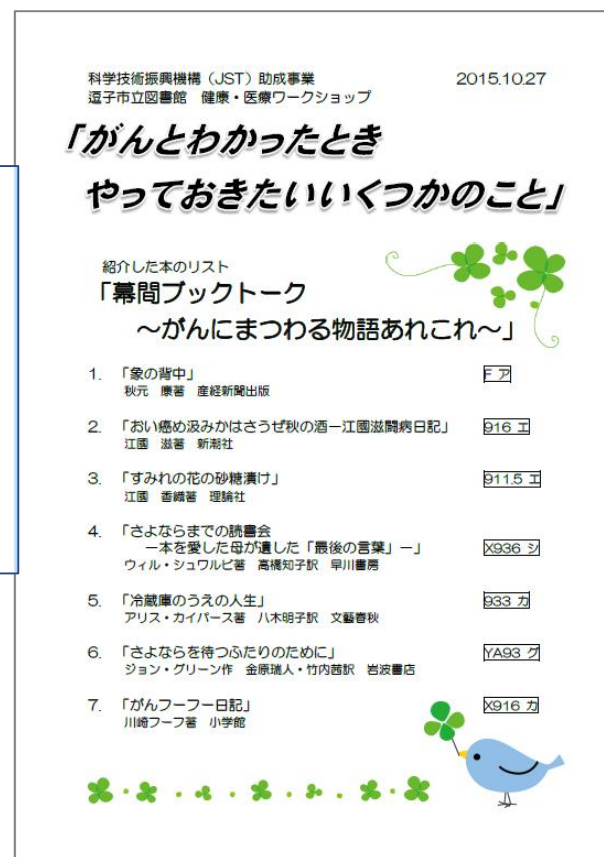 科学技術振興機構（JST）助成事業　2015.10.27
逗子市立図書館　健康・医療ワークショップ
「がんとわかったとき
やっておきたいいくつかのこと」
紹介した本のリスト
「幕間ブックトーク
～がんにまつわる物語あれこれ～」
1. 「象の背中」　F ア
秋元　康著　産経新聞出版
2. 「おい癌め酌みかはさうぜ秋の酒－江國滋闘病日記」　916 エ
江國　滋著　新潮社
3. 「すみれの花の砂糖漬け」　911.5 エ
江國　香織著　理論社
4. 「さよならまでの読書会
－本を愛した母が遺した「最後の言葉」－」　X936 シ
ウィル・シュワルビ著　高橋知子訳　早川書房
5. 「冷蔵庫のうえの人生」　933 カ
アリス・カイパース著　八木明子訳　文藝春秋
6. 「さよならを待つふたりのために」　YA93 グ
ジョン・グリーン作　金原瑞人・竹内茜訳　岩波書店
7. 「がんフーフー日記」　X916 カ
川崎フーフ著　小学館